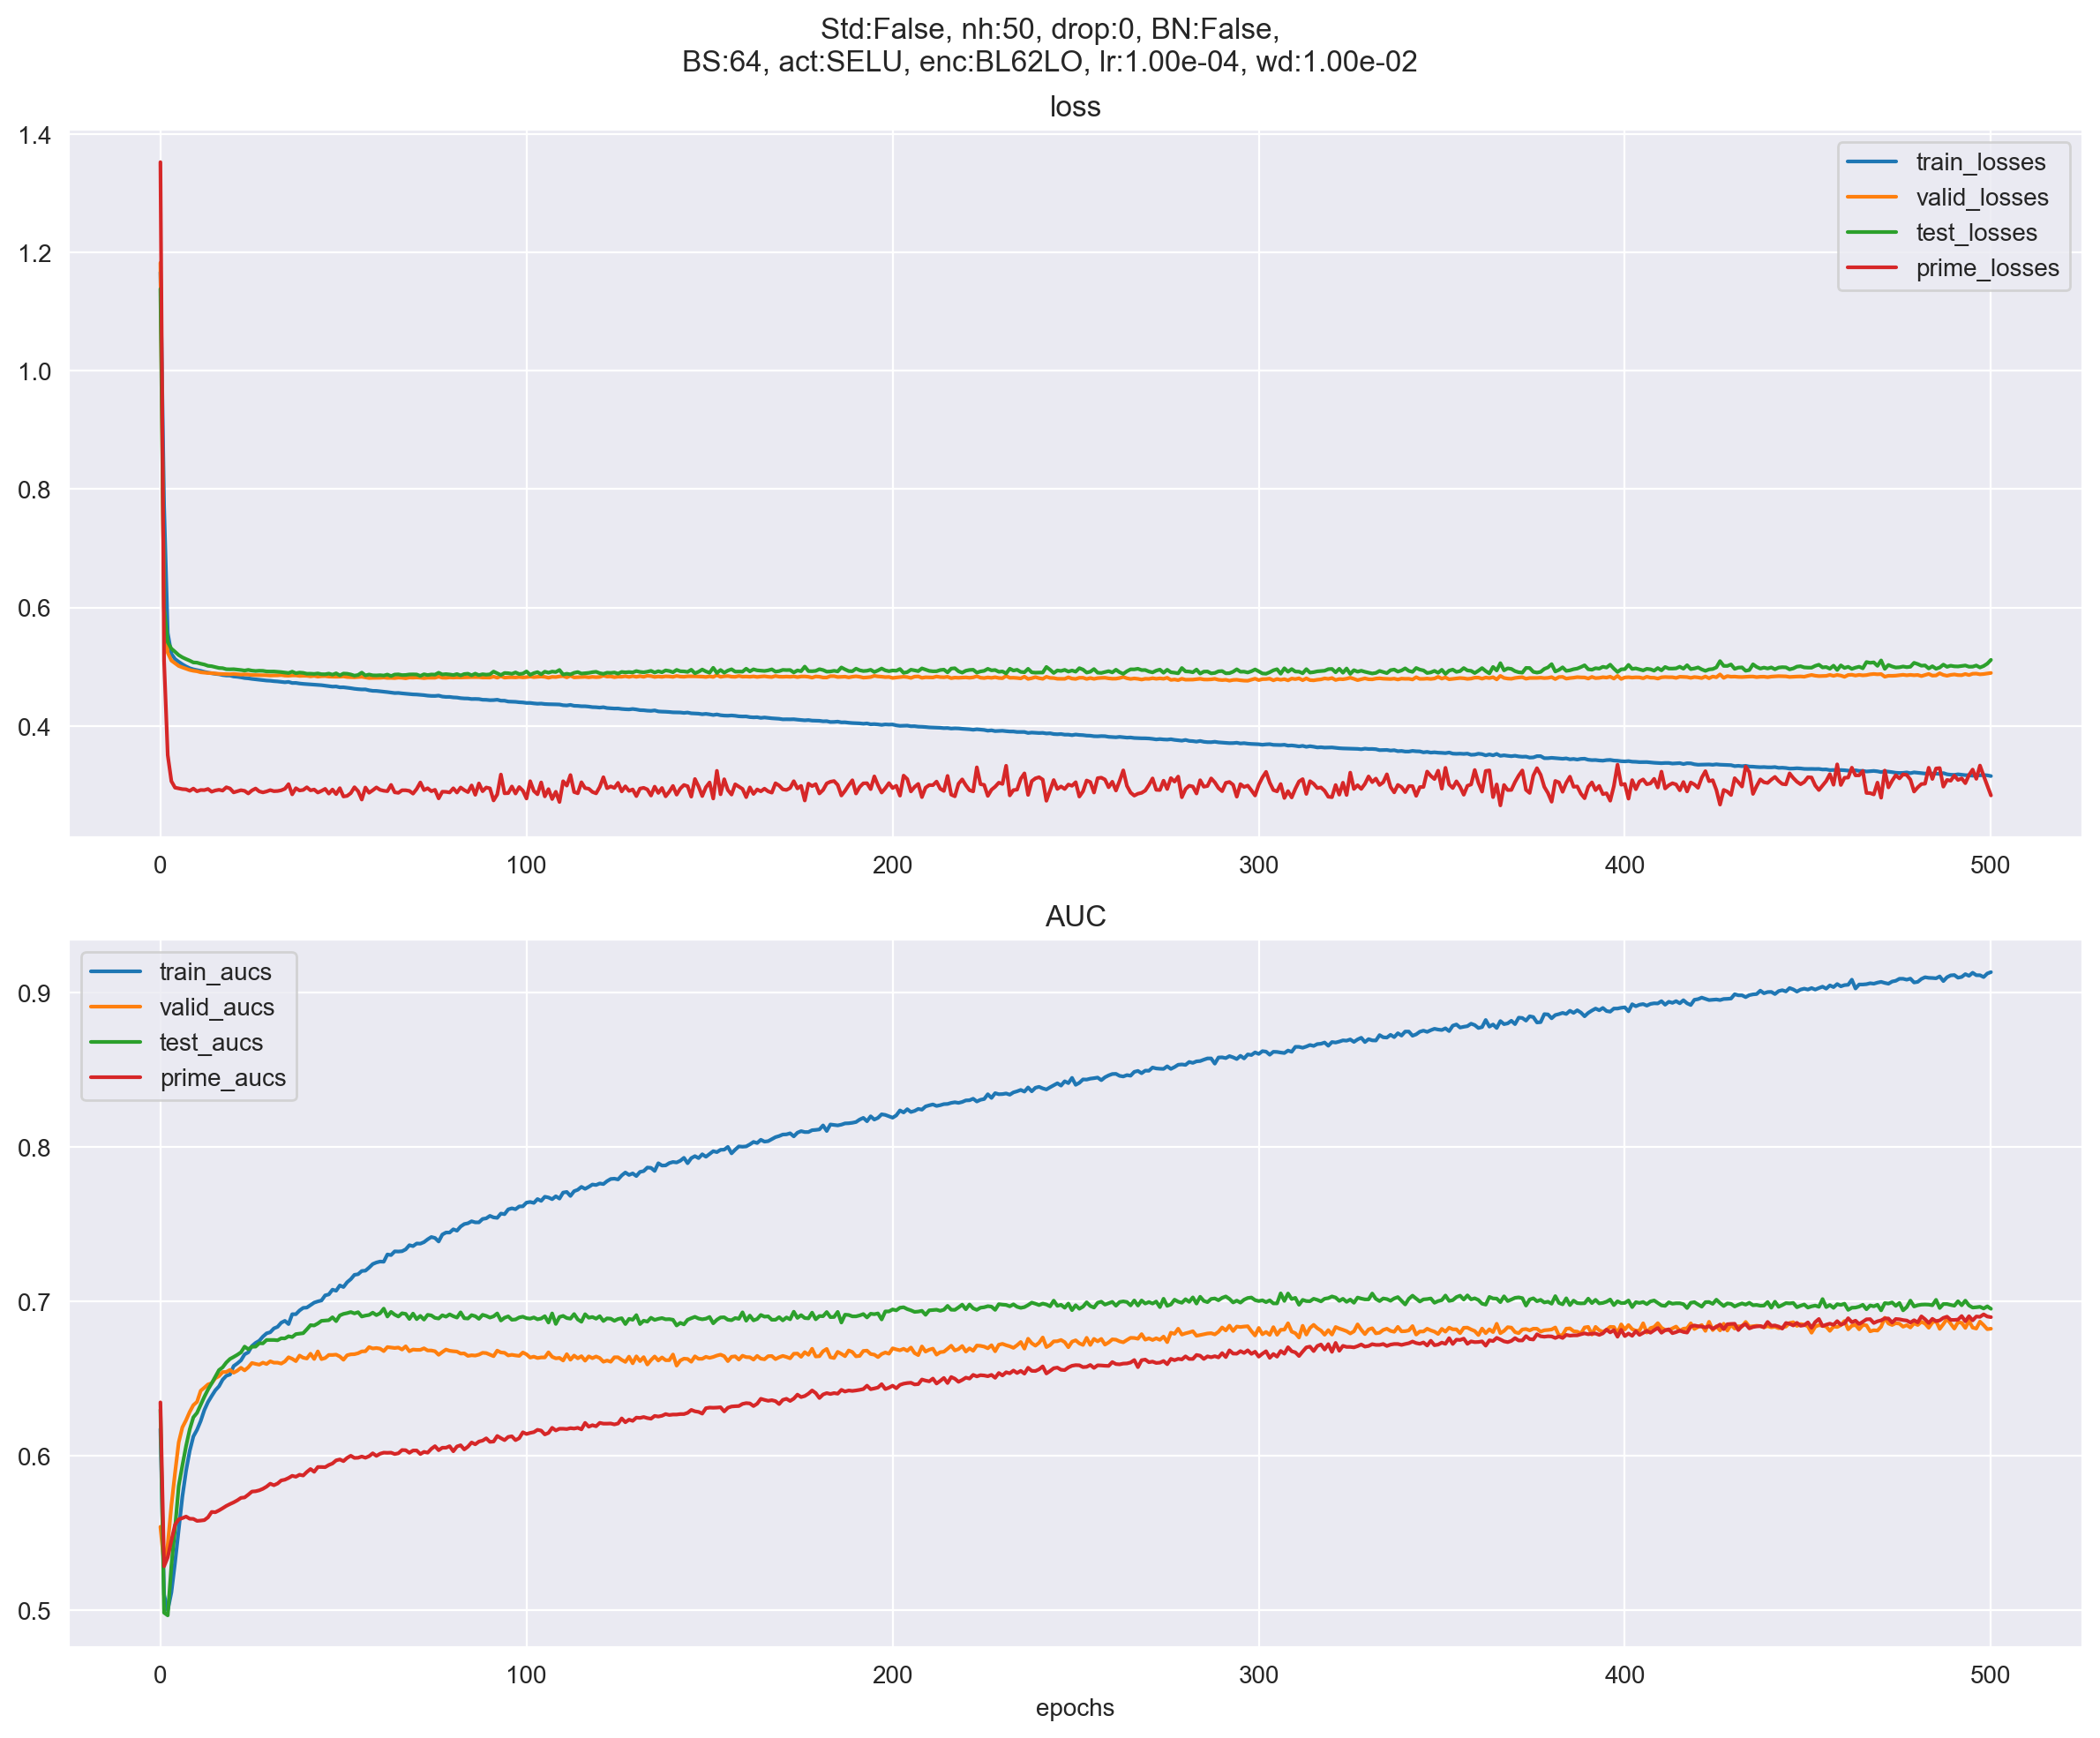 Std:False, nh:50, drop:0, BN:False,
BS:64, act:SELU, enc:BL62LO, lr:1.00e-04, wd:1.00e-02
loss
1.4
1.2
1.0
0.8
0.6
0.4
train_losses
valid_losses
test_losses
prime_losses
0 100 200 300 400 500
AUC
0.9
0.8
0.7
0.6
0.5
train_aucs
valid_aucs
test_aucs
prime_aucs
0 100 200 300 400 500
epochs